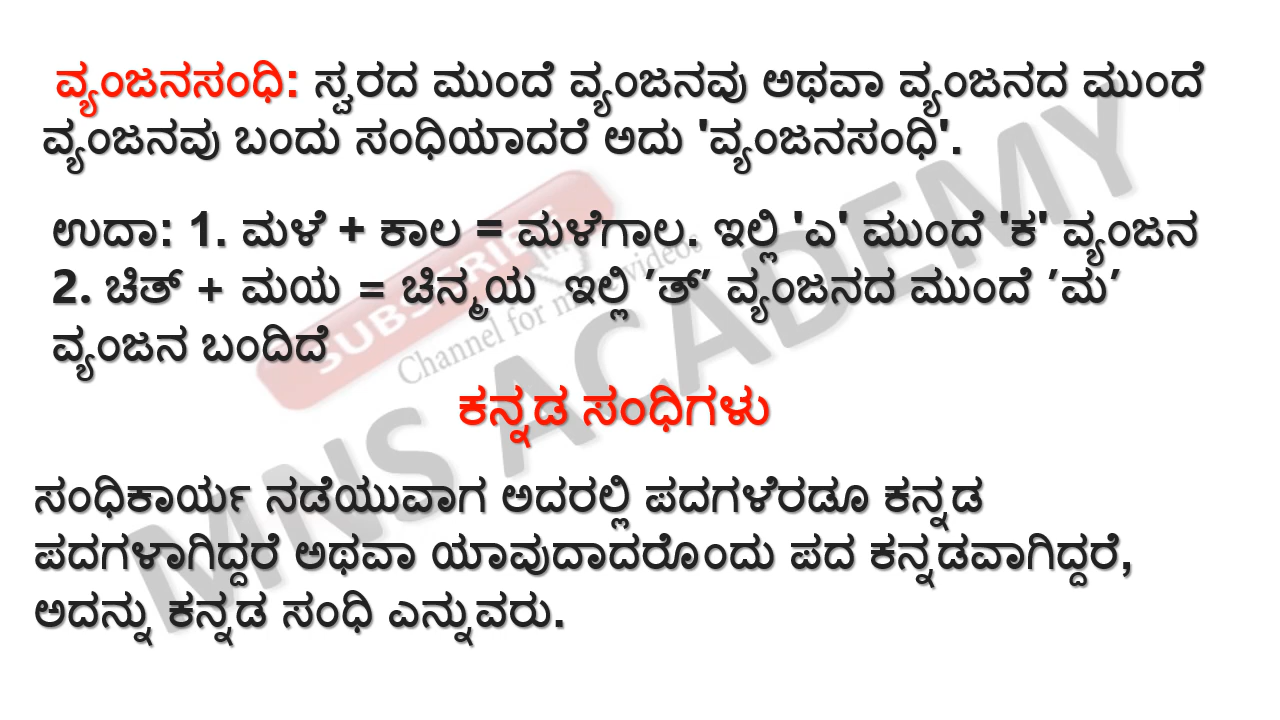 ವ್ಯಂಜನಸಂಧಿ: ಸ್ವರದ ಮುಂದೆ ವ್ಯಂಜನವು ಅಥವಾ ವ್ಯಂಜನದ ಮುಂದೆ
ವ್ಯಂಜನವು ಬಂದು ಸಂಧಿಯಾದರೆ ಅದು 'ವ್ಯಂಜನಸಂಧಿ'.
ಉದಾ: 1. ಮಳೆ + ಕಾಲ = ಮಳೆಗಾಲ. ಇಲ್ಲಿ 'ಎ' ಮುಂದೆ 'ಕ' ವ್ಯಂಜನ
2. ಚಿತ್ + ಮಯ = ಚಿನ್ಮಯ ಇಲ್ಲಿ ′ತ್′ ವ್ಯಂಜನದ ಮುಂದೆ ′ಮ′
ವ್ಯಂಜನ ಬಂದಿದೆ
ಕನ್ನಡ ಸಂಧಿಗಳು
ಸಂಧಿಕಾರ್ಯ ನಡೆಯುವಾಗ ಅದರಲ್ಲಿ ಪದಗಳೆರಡೂ ಕನ್ನಡ
ಪದಗಳಾಗಿದ್ದರೆ ಅಥವಾ ಯಾವುದಾದರೊಂದು ಪದ ಕನ್ನಡವಾಗಿದ್ದರೆ,
ಅದನ್ನು ಕನ್ನಡ ಸಂಧಿ ಎನ್ನುವರು.
SUBSCRIBE
Channel for more videos
MNS ACADEMY